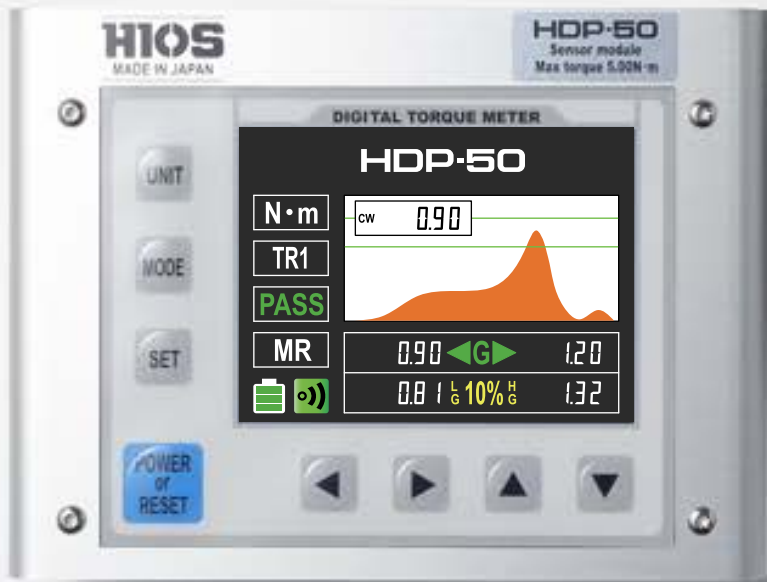 HIOS
MADE IN JAPAN
HDP-50
Sensor module
Max torque 5.00N·m
DIGITAL TORQUE METER
HDP-50
UNIT
MODE
SET
POWER
or
RESET
N·m
TR1
PASS
MR
CW 0.90
0.90 ◀G▶ 1.20
0.81 LG 10% HG 1.32